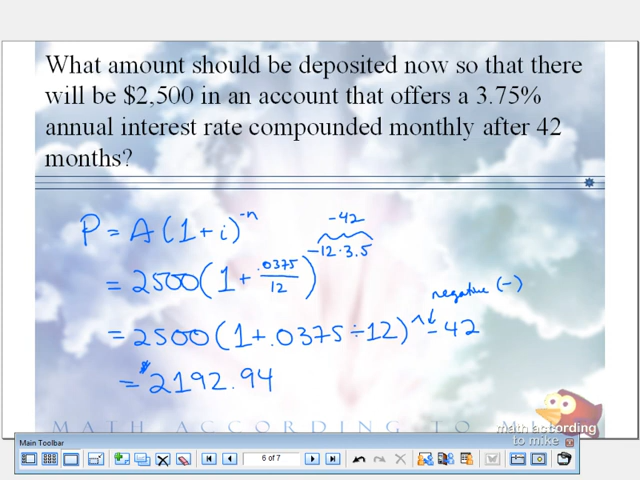 What amount should be deposited now so that there
will be $2,500 in an account that offers a 3.75%
annual interest rate compounded monthly after 42
months?
-42
P = A(1+i)^-n
-12·3.5
= 2500(1+ .0375/12)
negative (-)
= 2500(1+.0375÷12)^-42
= $2192.94
MATH ACCORDING TO
math according
to mike
Main Toolbar
6 of 7